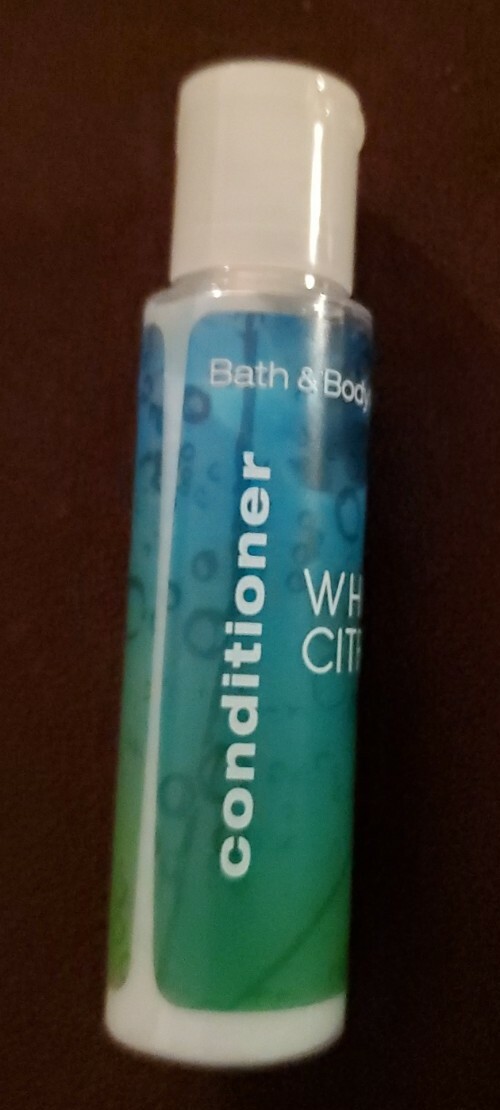 Bath & Body
conditioner
WH
CIT